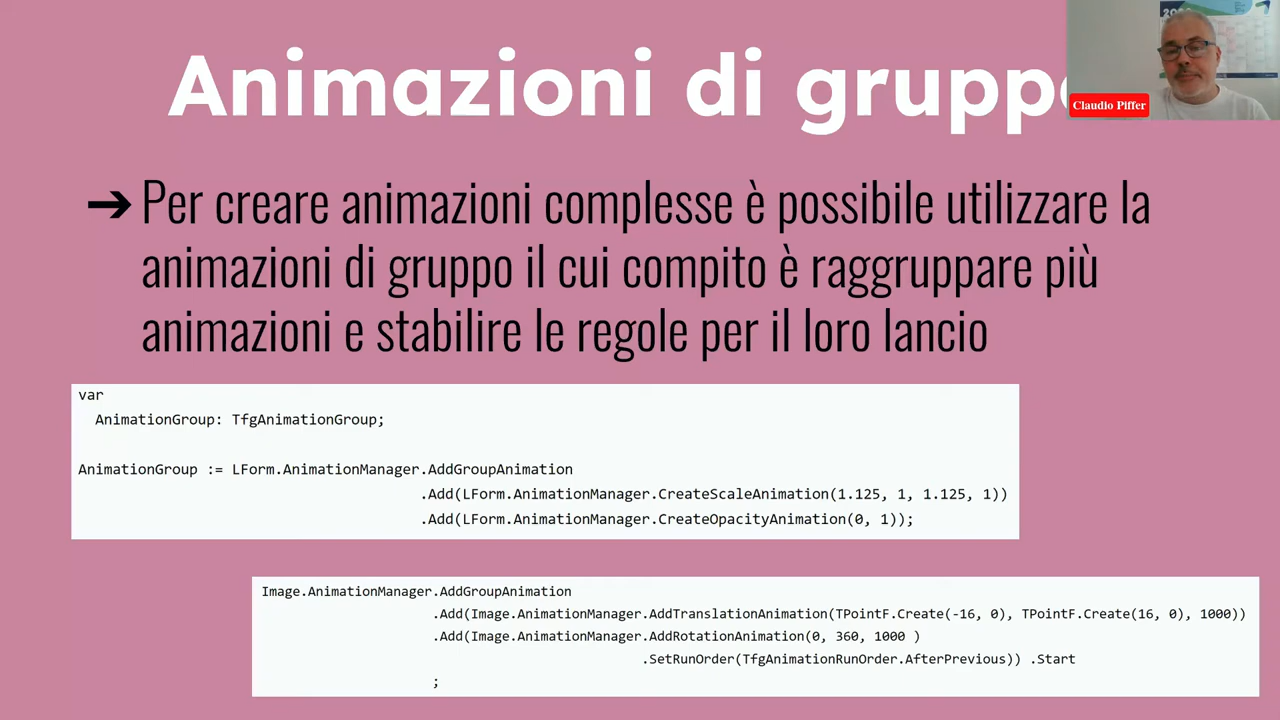 Animazioni di gruppo
Claudio Piffer
➔ Per creare animazioni complesse è possibile utilizzare la
animazioni di gruppo il cui compito è raggruppare più
animazioni e stabilire le regole per il loro lancio
var
AnimationGroup: TfgAnimationGroup;
AnimationGroup := LForm.AnimationManager.AddGroupAnimation
.Add(LForm.AnimationManager.CreateScaleAnimation(1.125, 1, 1.125, 1))
.Add(LForm.AnimationManager.CreateOpacityAnimation(0, 1));
Image.AnimationManager.AddGroupAnimation
.Add(Image.AnimationManager.AddTranslationAnimation(TPointF.Create(-16, 0), TPointF.Create(16, 0), 1000))
.Add(Image.AnimationManager.AddRotationAnimation(0, 360, 1000 )
.SetRunOrder(TfgAnimationRunOrder.AfterPrevious)) .Start
;